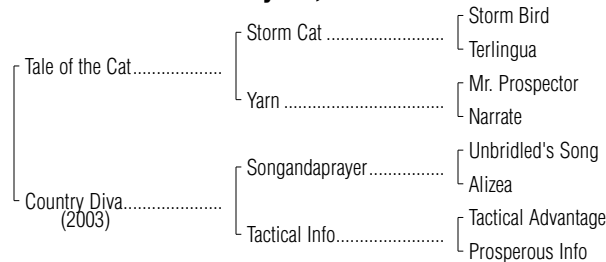 Storm Bird
Storm Cat ........................
Terlingua
Tale of the Cat..................
Mr. Prospector
Yarn ................................
Narrate
Unbridled's Song
Songandaprayer...............
Alizea
Country Diva....................
(2003)
Tactical Advantage
Tactical Info.....................
Prosperous Info